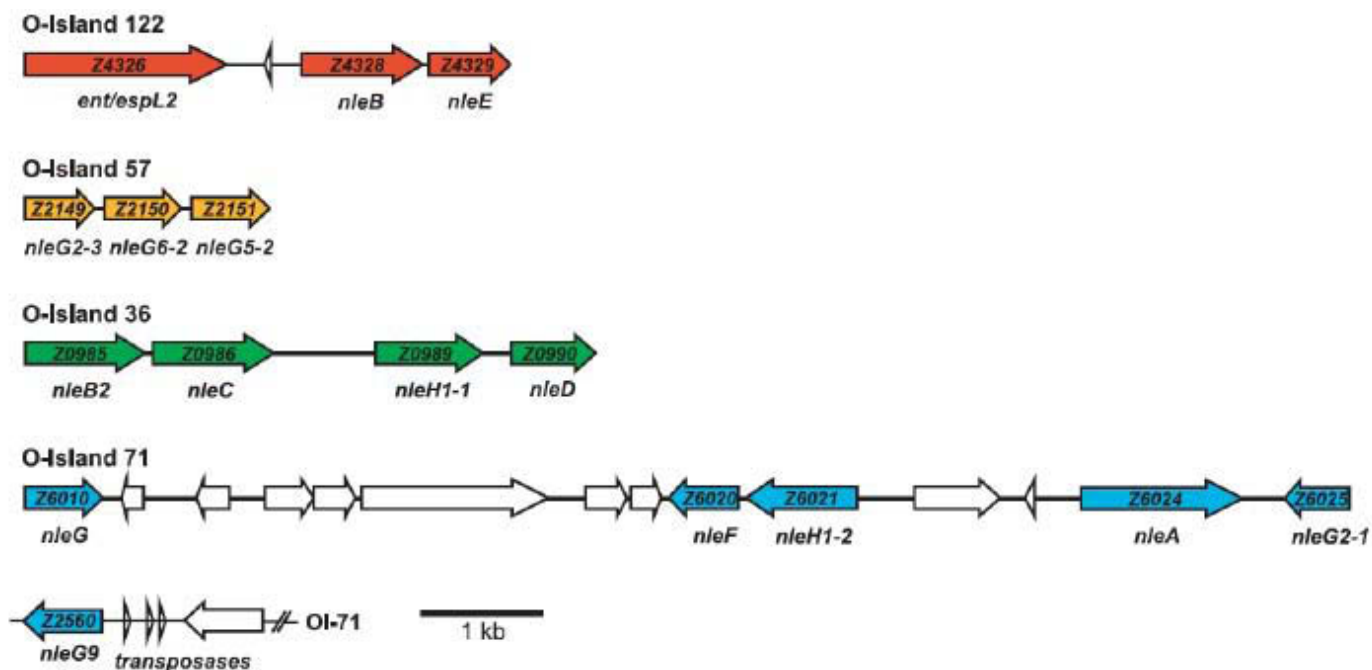 O-Island 122
Z4326 Z4328 Z4329
ent/espL2 nleB nleE
O-Island 57
Z2149 Z2150 Z2151
nleG2-3 nleG6-2 nleG5-2
O-Island 36
Z0985 Z0986 Z0989 Z0990
nleB2 nleC nleH1-1 nleD
O-Island 71
Z6010 Z6020 Z6021 Z6024 Z6025
nleG nleF nleH1-2 nleA nleG2-1
Z2560 OI-71
nleG9 transposases 1 kb